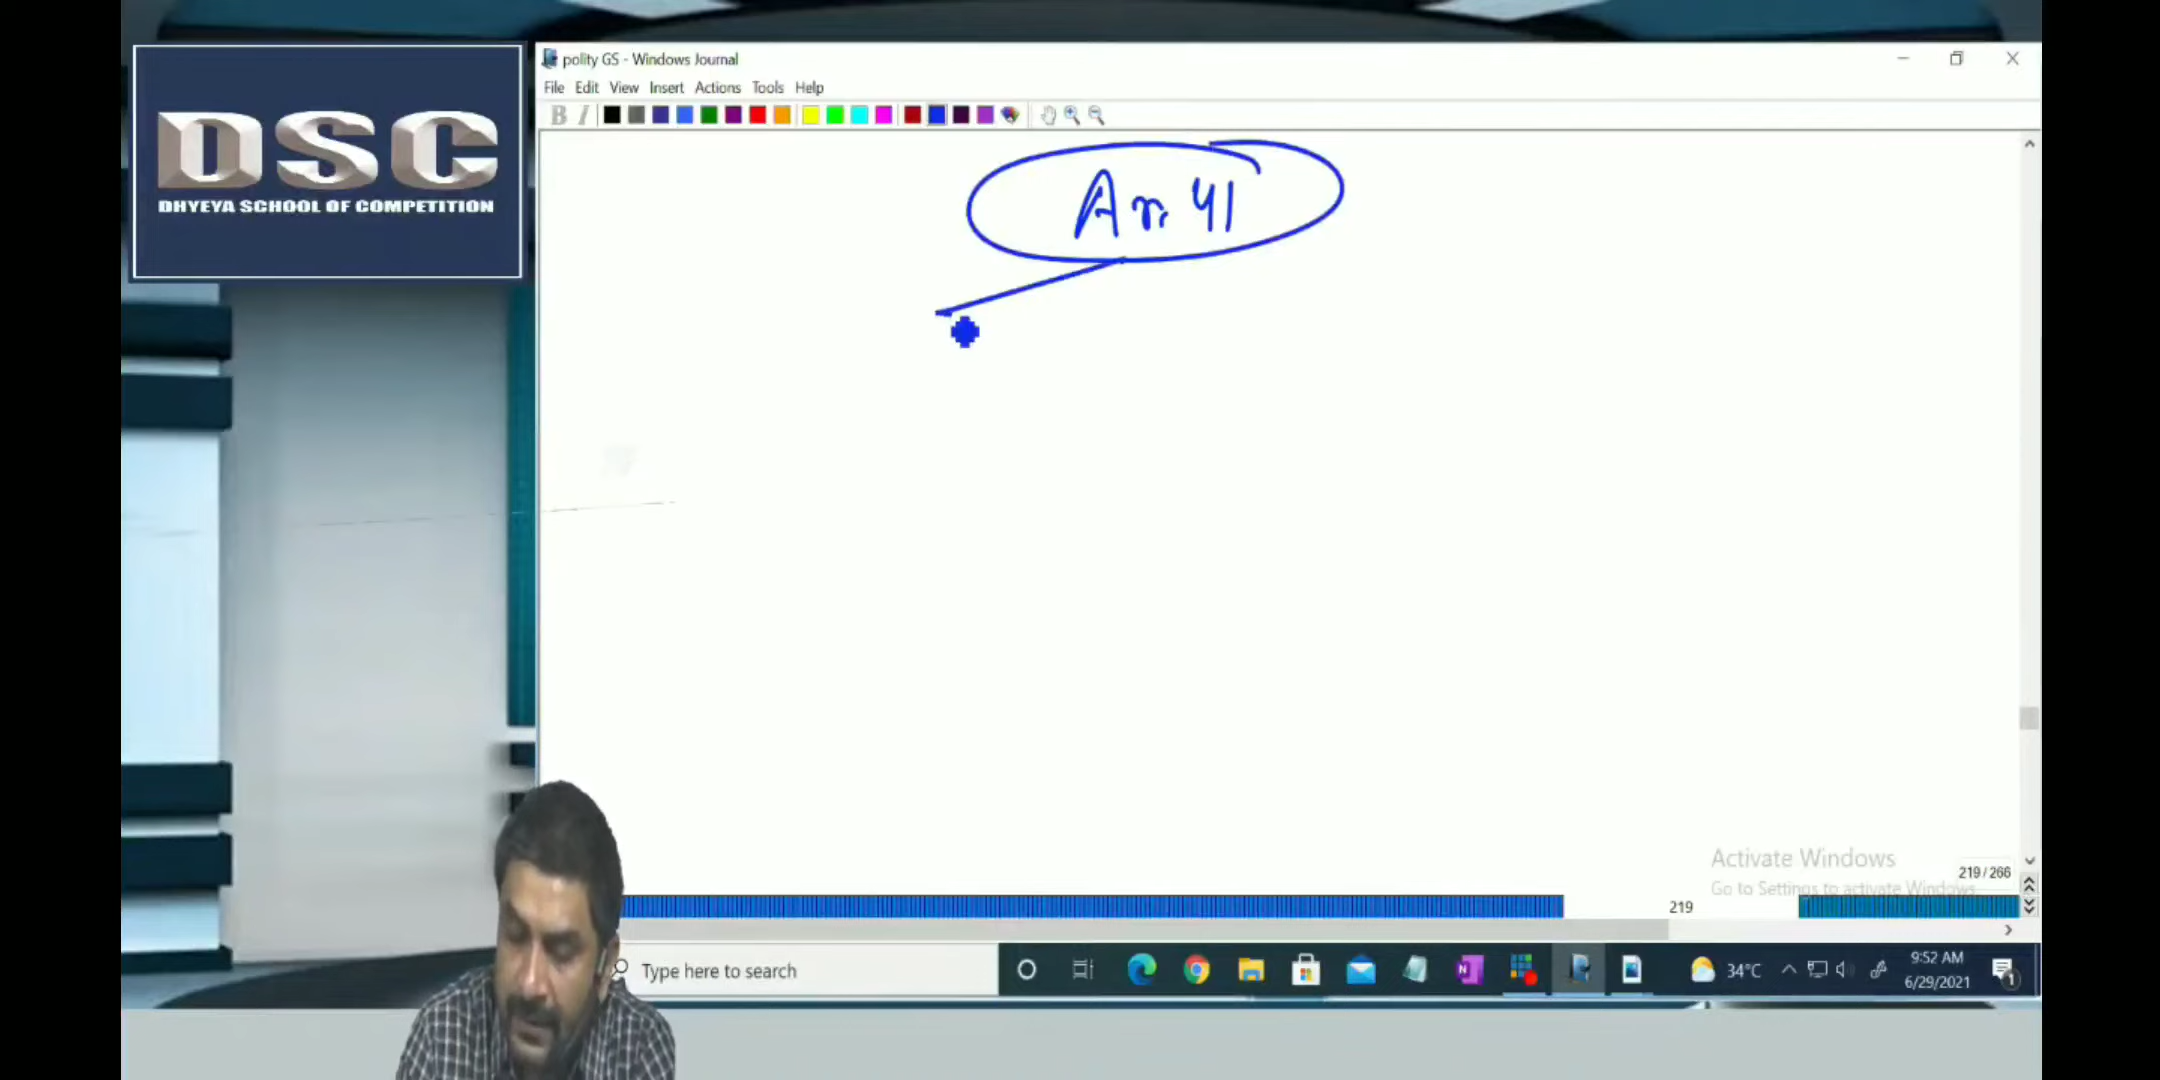 DSC
DHYEYA SCHOOL OF COMPETITION
polity GS - Windows Journal
File Edit View Insert Actions Tools Help
B I
Ar. 41
Activate Windows
Go to Settings to activate Windows.
219 / 266
219
Type here to search
34°C
9:52 AM
6/29/2021
1